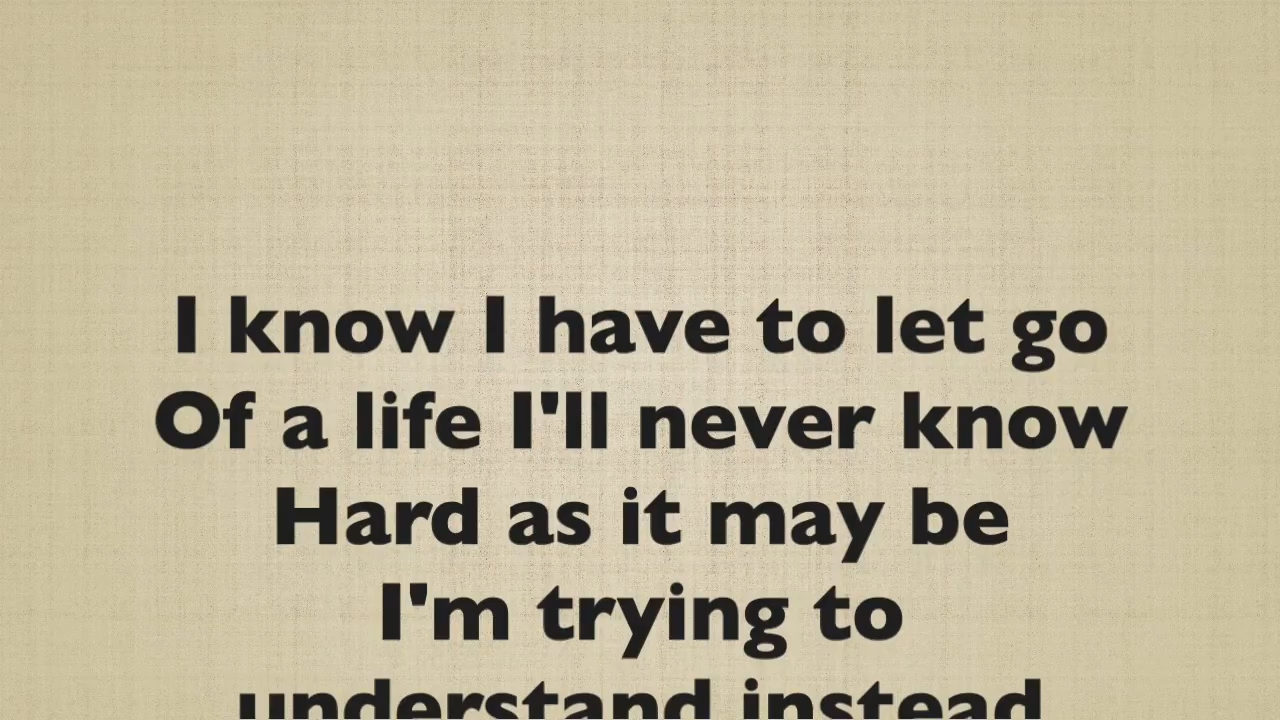 I know I have to let go
Of a life I'll never know
Hard as it may be
I'm trying to
understand instead